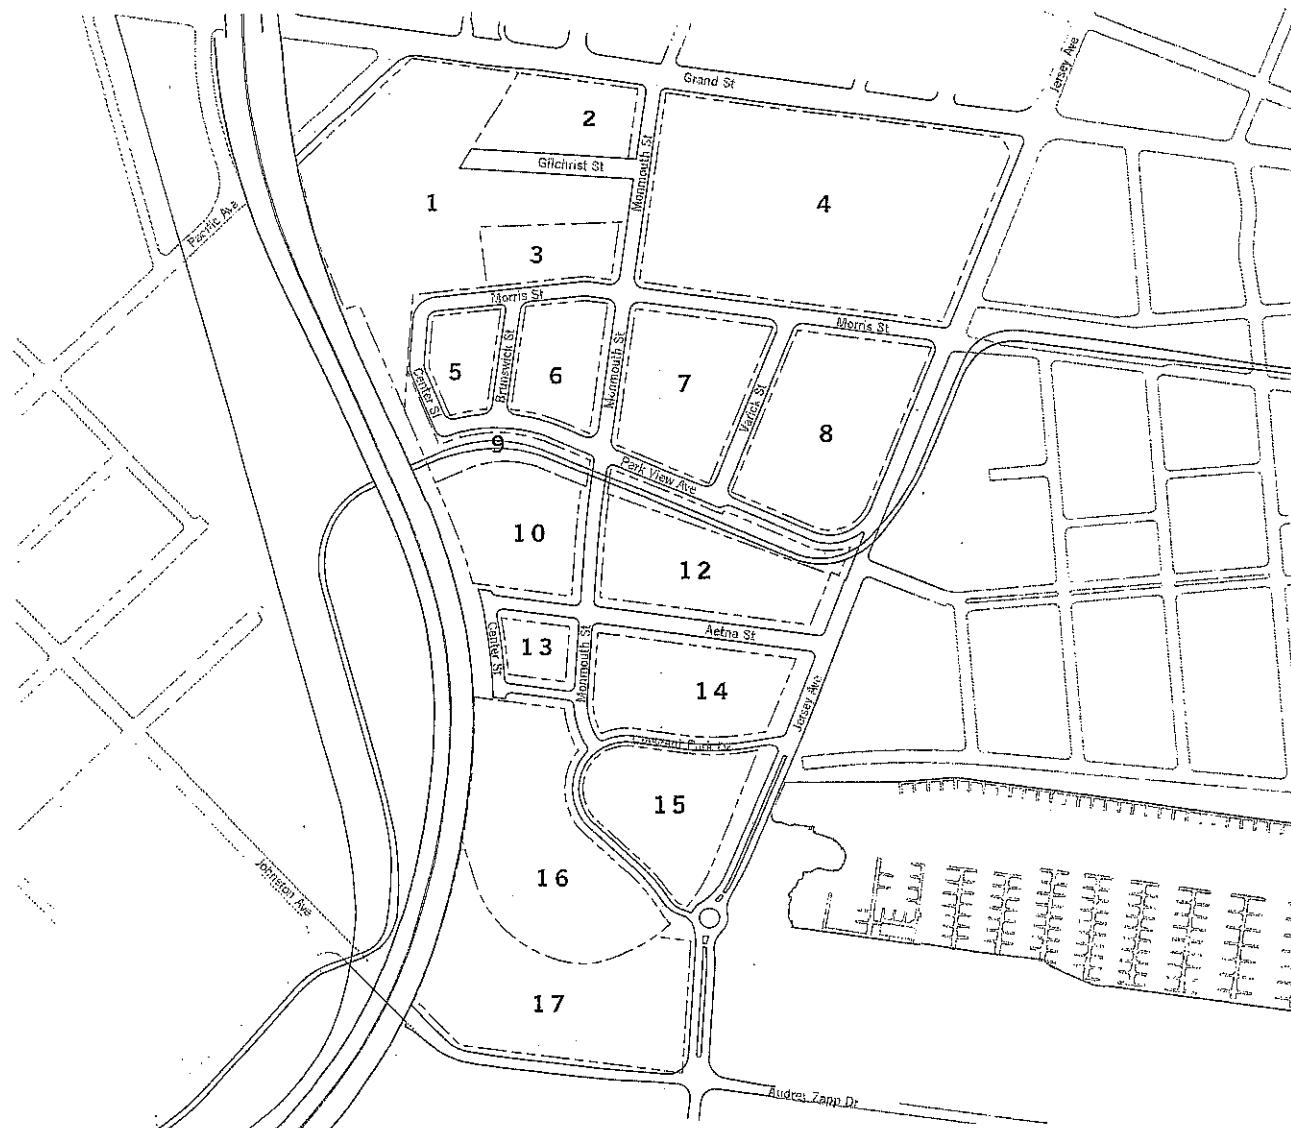 Jersey Ave
Grand St
2
Gilchrist St
Monmouth St
1
4
Pacific Ave
3
Morris St
Morris St
Brunswick St
Monmouth St
5
6
7
Center St
Varick St
8
9
Park View Ave
10
12
Aetna St
Center St
13
Monmouth St
14
Jersey Ave
15
Johnston Ave
16
17
Audrey Zapp Dr